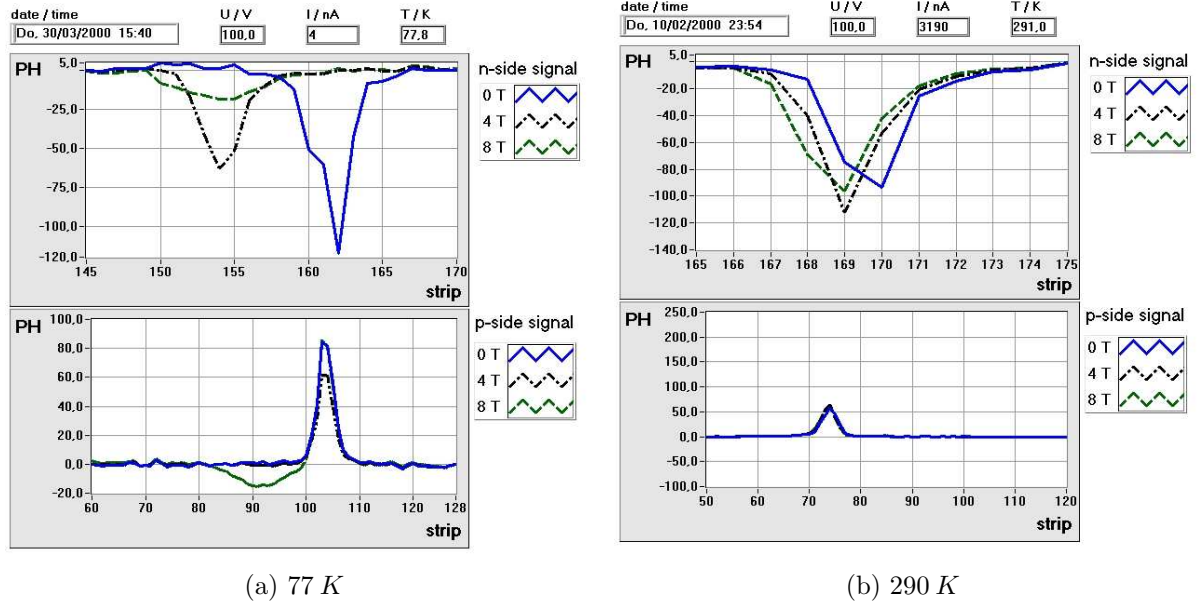 date / time U / V I / nA T / K
Do, 30/03/2000 15:40 100,0 4 77,8
PH
5,0
-25,0
-50,0
-75,0
-100,0
-120,0
145 150 155 160 165 170
strip
n-side signal
0 T
4 T
8 T
PH
100,0
80,0
60,0
40,0
20,0
0,0
-20,0
60 70 80 90 100 110 120 128
strip
p-side signal
0 T
4 T
8 T
(a) 77 K
date / time U / V I / nA T / K
Do, 10/02/2000 23:54 100,0 3190 291,0
PH
5,0
-20,0
-40,0
-60,0
-80,0
-100,0
-120,0
-140,0
165 166 167 168 169 170 171 172 173 174 175
strip
n-side signal
0 T
4 T
8 T
PH
250,0
200,0
150,0
100,0
50,0
0,0
-50,0
-100,0
50 60 70 80 90 100 110 120
strip
p-side signal
0 T
4 T
8 T
(b) 290 K